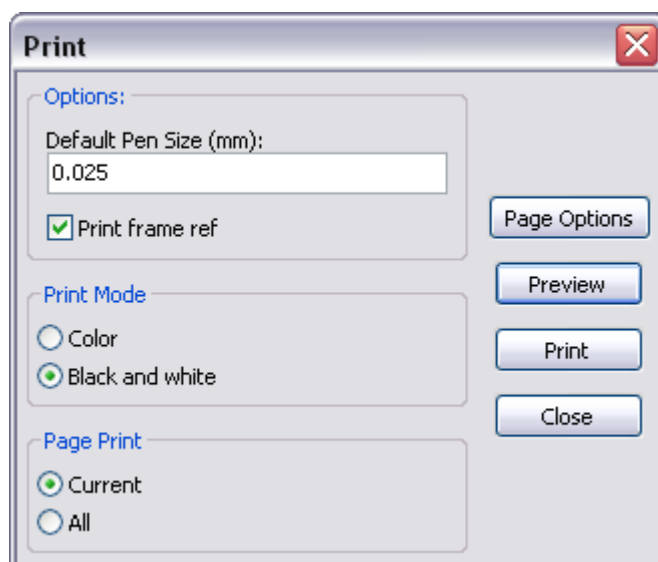 Print
Options:
Default Pen Size (mm):
0.025
Print frame ref
Page Options
Preview
Print Mode
Color
Print
Black and white
Close
Page Print
Current
All